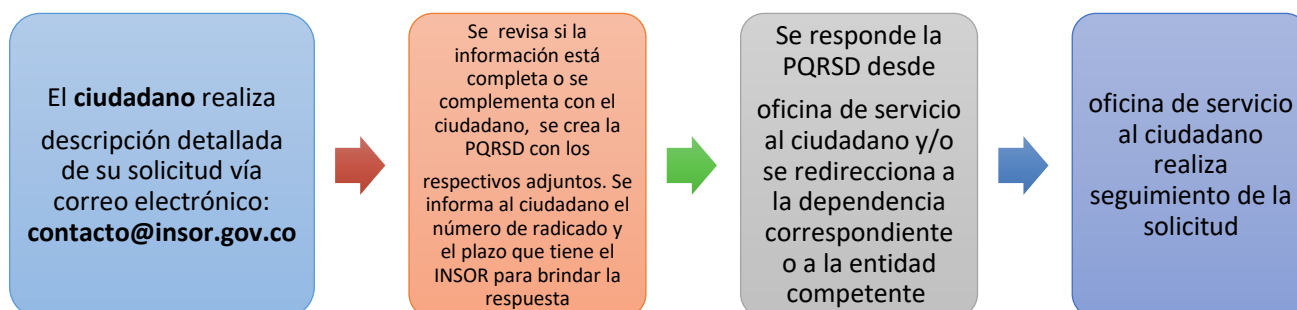 El ciudadano realiza
descripción detallada
de su solicitud vía
correo electrónico:
contacto@insor.gov.co
Se revisa si la
información está
completa o se
complementa con el
ciudadano, se crea la
PQRSD con los
respectivos adjuntos. Se
informa al ciudadano el
número de radicado y
el plazo que tiene el
INSOR para brindar la
respuesta
Se responde la
PQRSD desde
oficina de servicio
al ciudadano y/o
se redirecciona a
la dependencia
correspondiente
o a la entidad
competente
oficina de servicio
al ciudadano
realiza
seguimiento de la
solicitud